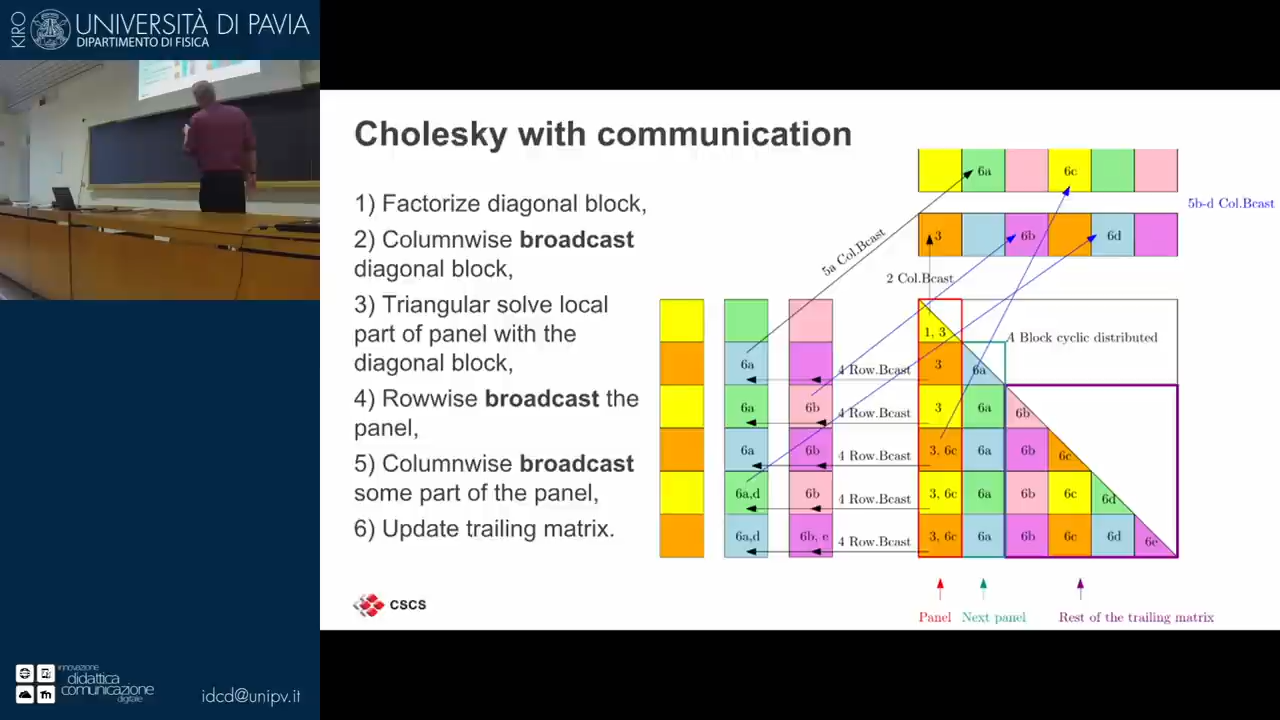 KIRO
UNIVERSITÀ DI PAVIA
DIPARTIMENTO DI FISICA
Cholesky with communication
1) Factorize diagonal block,
2) Columnwise broadcast
diagonal block,
3) Triangular solve local
part of panel with the
diagonal block,
4) Rowwise broadcast the
panel,
5) Columnwise broadcast
some part of the panel,
6) Update trailing matrix.
6a 6c
5b-d Col.Bcast
3 6b 6d
5a Col.Bcast
2 Col.Bcast
1, 3
A Block cyclic distributed
6a 4 Row.Bcast 3 6a
6a 6b 4 Row.Bcast 3 6a 6b
6a 6b 4 Row.Bcast 3, 6c 6a 6b 6c
6a,d 6b 4 Row.Bcast 3, 6c 6a 6b 6c 6d
6a,d 6b, e 4 Row.Bcast 3, 6c 6a 6b 6c 6d 6e
Panel Next panel Rest of the trailing matrix
CSCS
innovazione
didattica
comunicazione
digitale
idcd@unipv.it